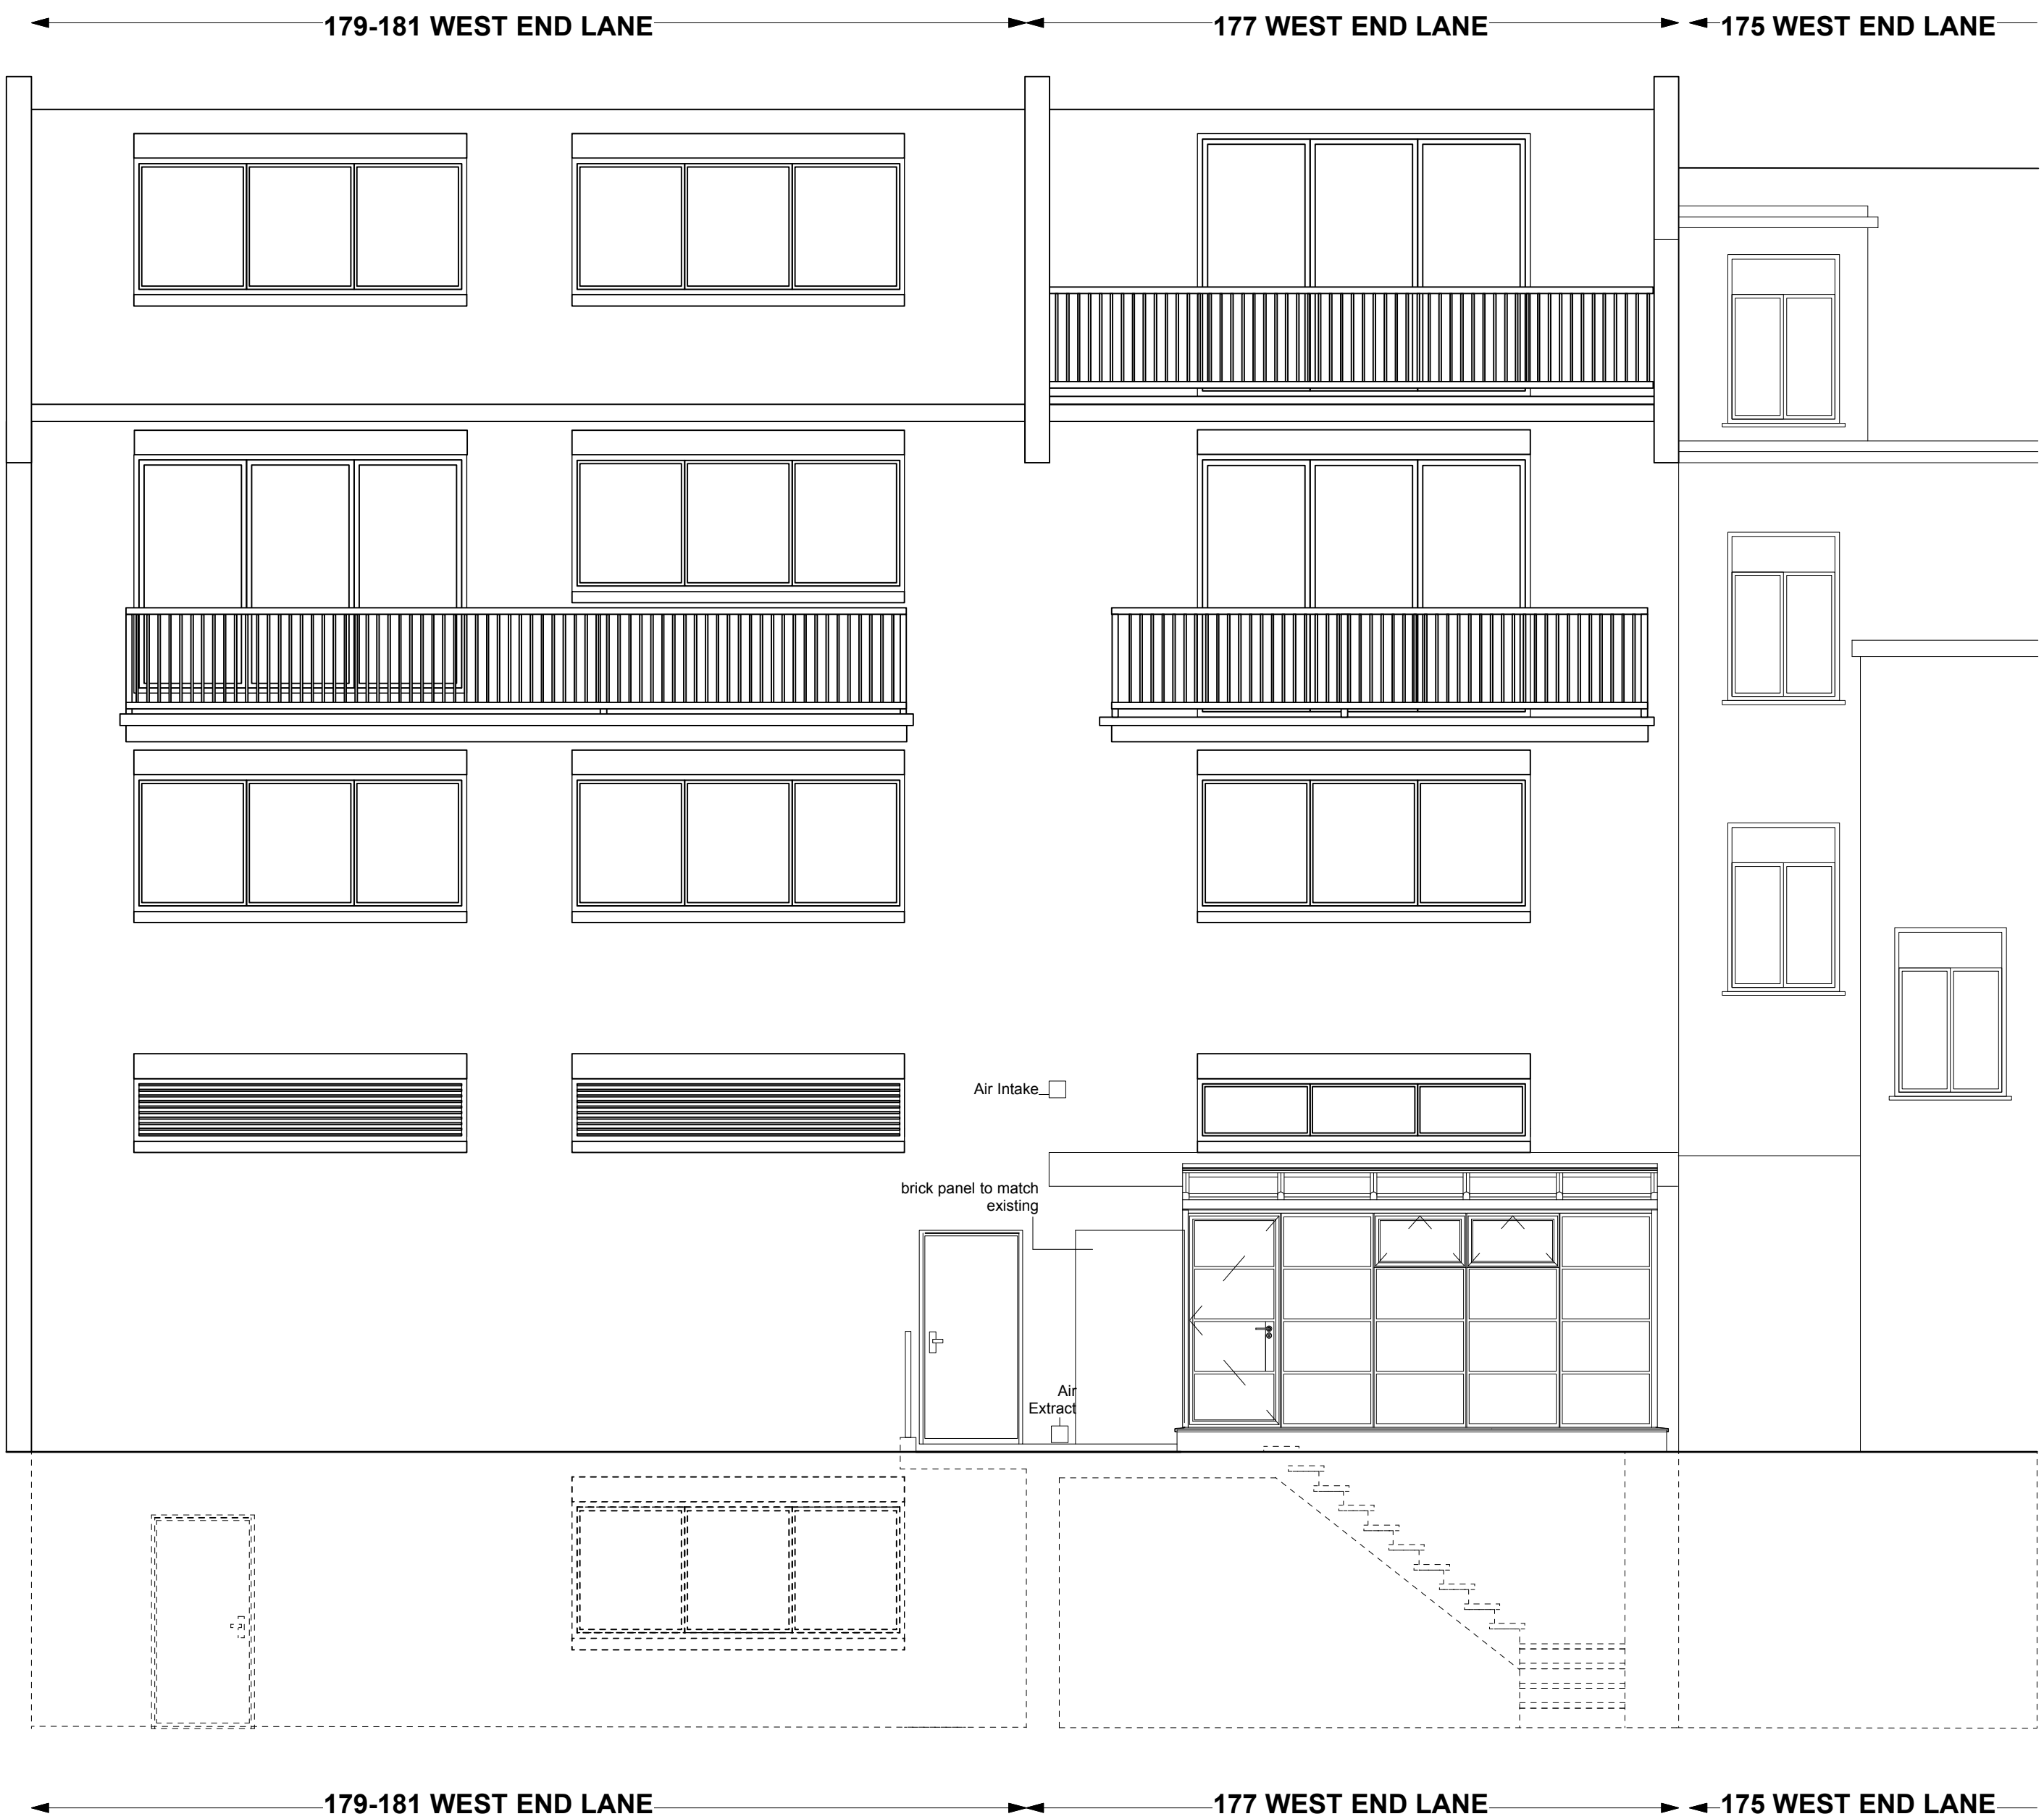 179-181 WEST END LANE
177 WEST END LANE
175 WEST END LANE
Air Intake
brick panel to match
existing
Air
Extract
179-181 WEST END LANE
177 WEST END LANE
175 WEST END LANE